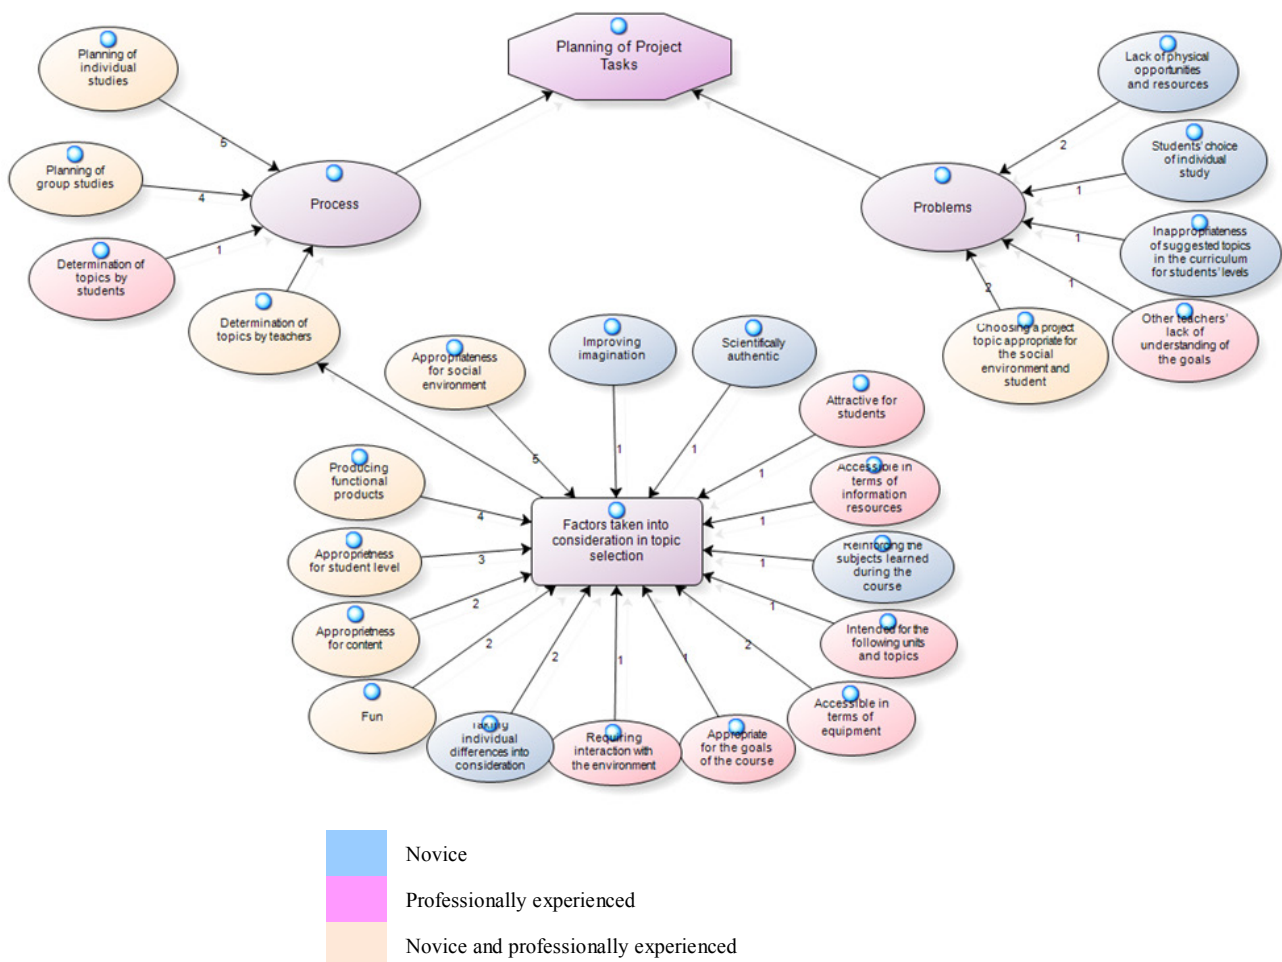 Planning of Project
Tasks
Planning of
individual
studies
5
Planning of
group studies
4
Process
Determination of
topics by
students
1
Determination of
topics by teachers
Lack of physical
opportunities
and resources
2
Students' choice
of individual
study
1
Problems
Inappropriateness
of suggested topics
in the curriculum
for students' levels
1
Other teachers'
lack of
understanding
of the goals
1
Choosing a project
topic appropriate for
the social
environment and
student
2
Appropriateness
for social
environment
5
Improving
imagination
1
Scientifically
authentic
1
Attractive for
students
1
Producing
functional
products
4
Accessible in
terms of
information
resources
1
Factors taken into
consideration in topic
selection
Approprietness
for student level
3
Reinforcing the
subjects learned
during the
course
1
Approprietness
for content
2
Intended for the
following units
and topics
1
Fun
2
Taking
individual
differences into
consideration
2
Requiring
interaction with
the environment
1
Appropriate
for the goals
of the course
1
Accessible in
terms of
equipment
2
Novice
Professionally experienced
Novice and professionally experienced